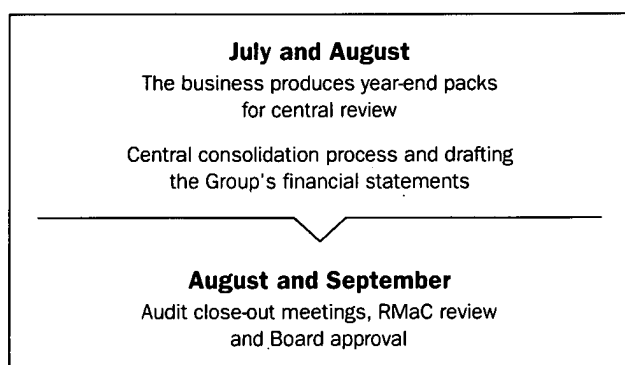 July and August
The business produces year-end packs
for central review
Central consolidation process and drafting
the Group's financial statements
August and September
Audit close-out meetings, RMaC review
and Board approval